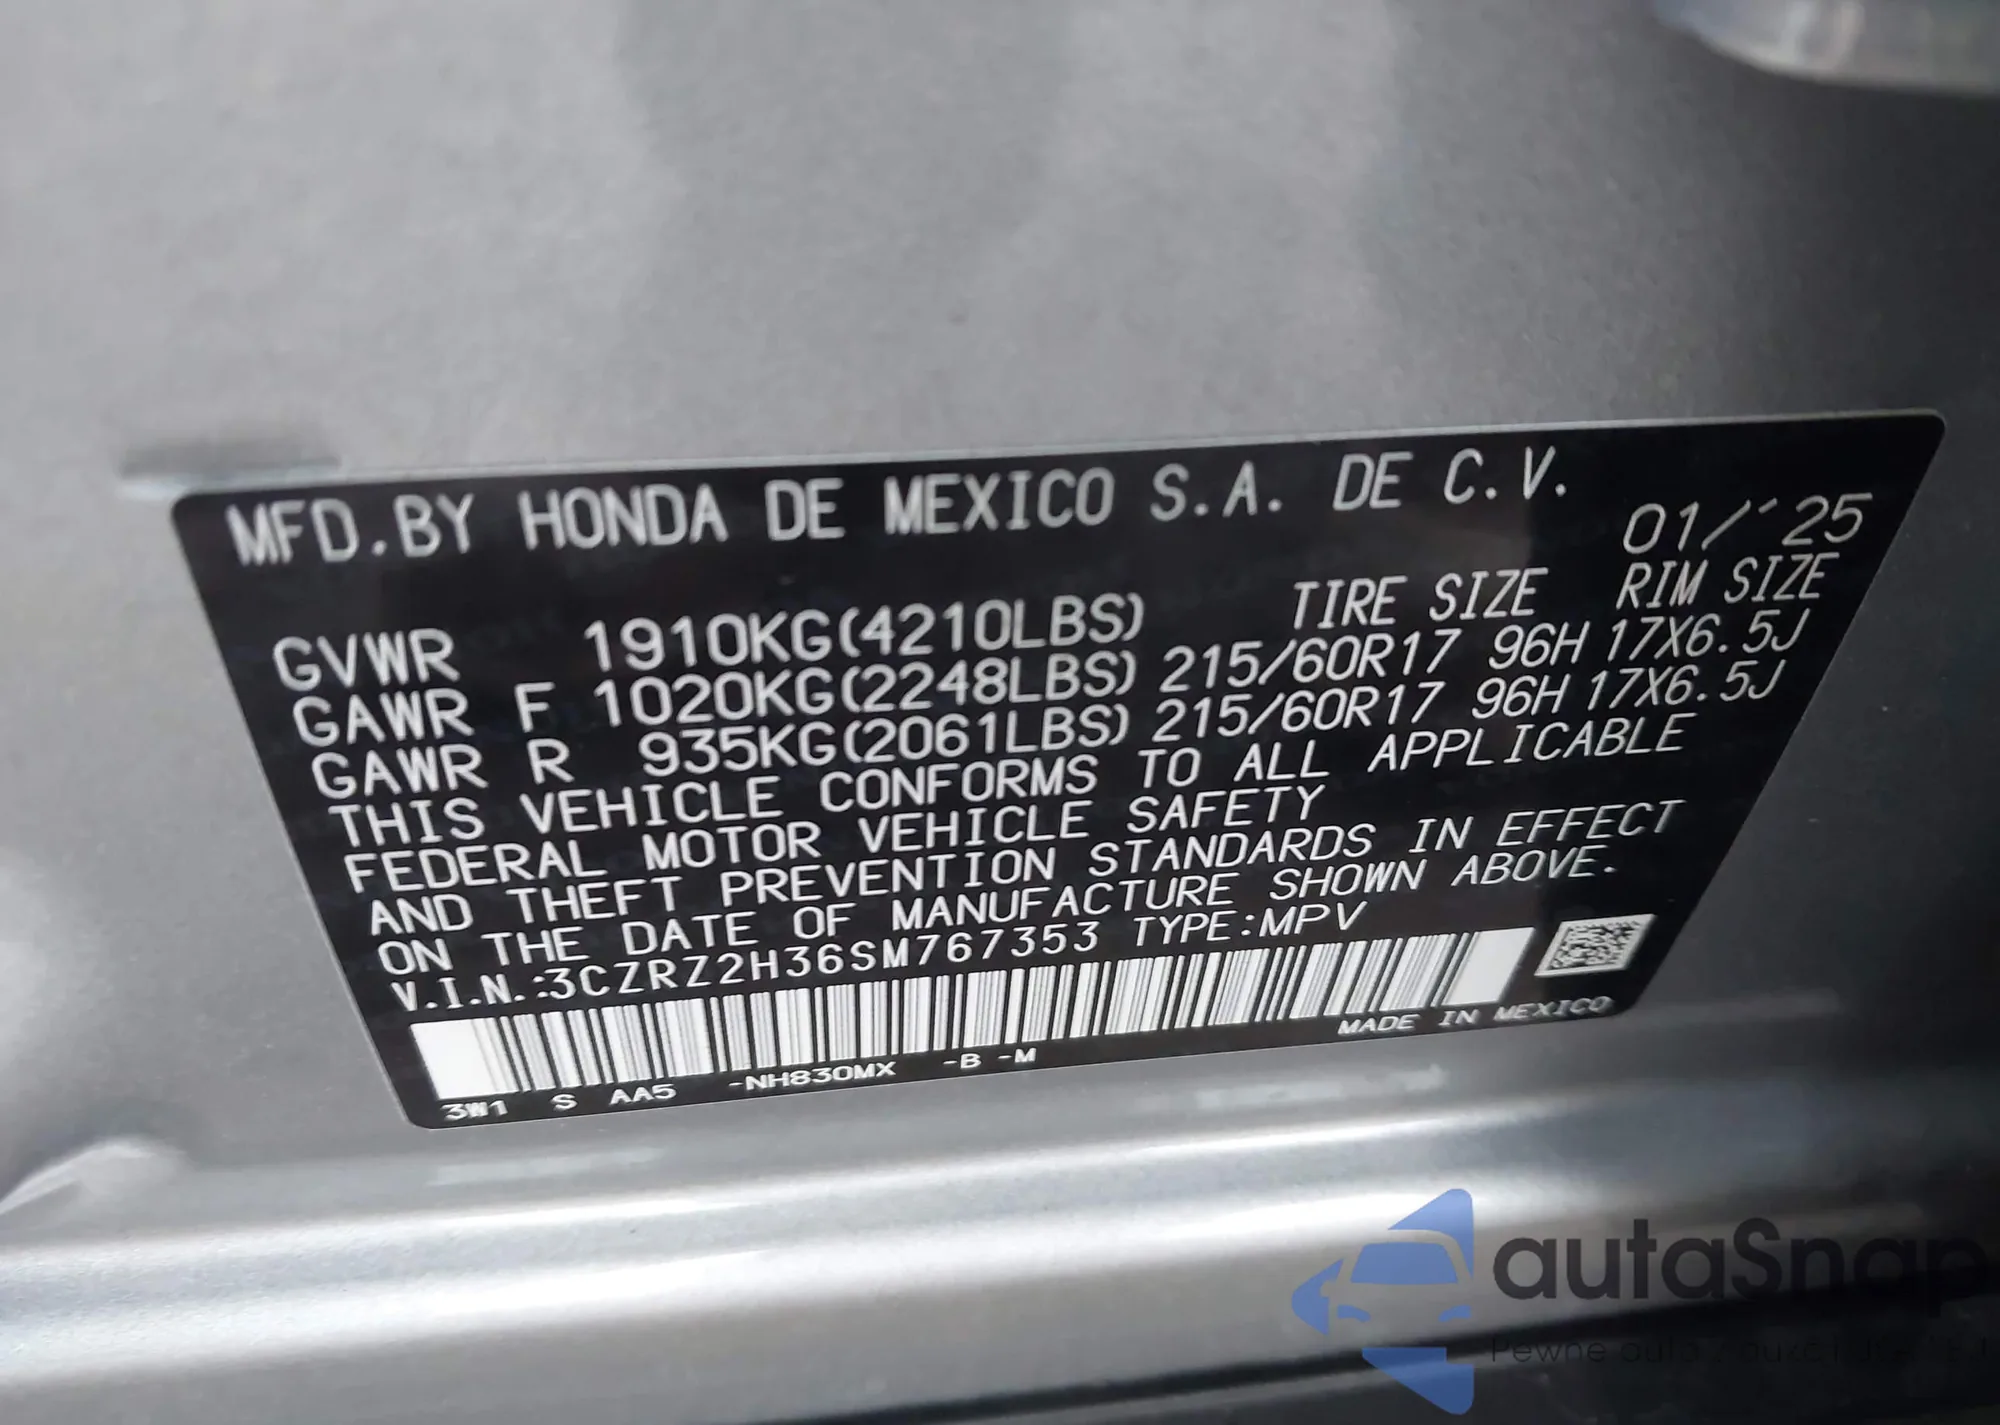 MFD. BY HONDA DE MEXICO S.A. DE C.V.
01/'25
TIRE SIZE RIM SIZE
GVWR 1910KG(4210LBS)
GAWR F 1020KG(2248LBS) 215/60R17 96H 17X6.5J
GAWR R 935KG(2061LBS) 215/60R17 96H 17X6.5J
THIS VEHICLE CONFORMS TO ALL APPLICABLE
FEDERAL MOTOR VEHICLE SAFETY
AND THEFT PREVENTION STANDARDS IN EFFECT
ON THE DATE OF MANUFACTURE SHOWN ABOVE.
V.I.N.:3CZRZ2H36SM767353 TYPE:MPV
MADE IN MEXICO
3W1 S AA5 -NH830MX -B -M
autaSnap
Pewne auto z